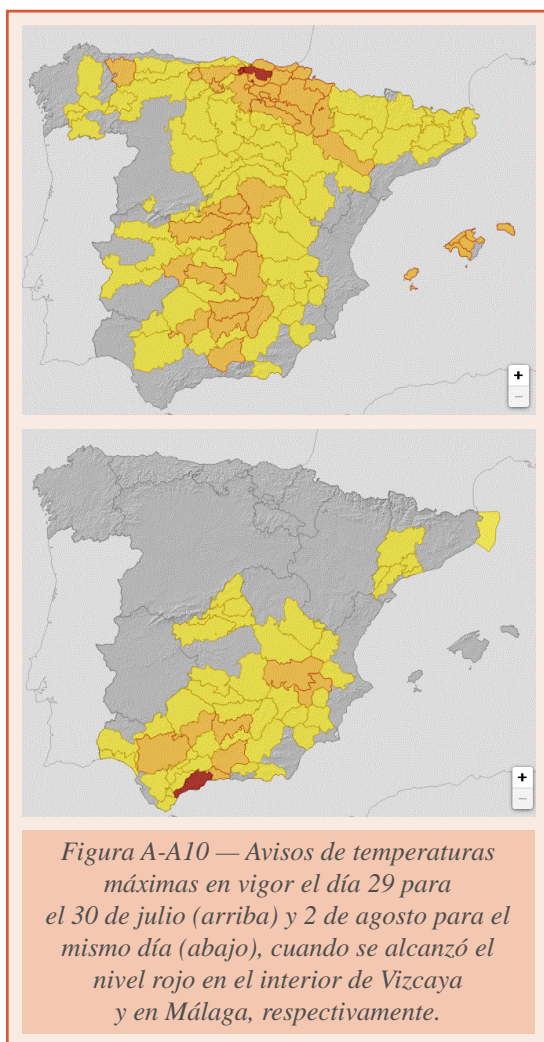 +
−
+
−
Figura A-A10 — Avisos de temperaturas
máximas en vigor el día 29 para
el 30 de julio (arriba) y 2 de agosto para el
mismo día (abajo), cuando se alcanzó el
nivel rojo en el interior de Vizcaya
y en Málaga, respectivamente.